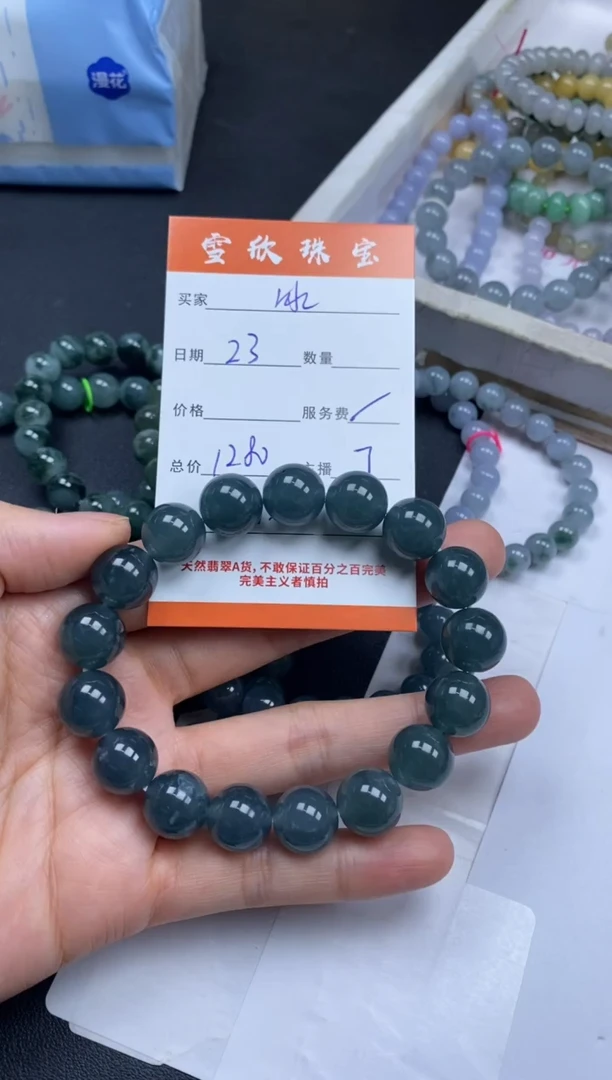 漫花
雪欣珠宝
买家 冰
日期 23 数量
价格 服务费 /
总价 1280 主播 7
天然翡翠A货，不敢保证百分之百完美
完美主义者慎拍